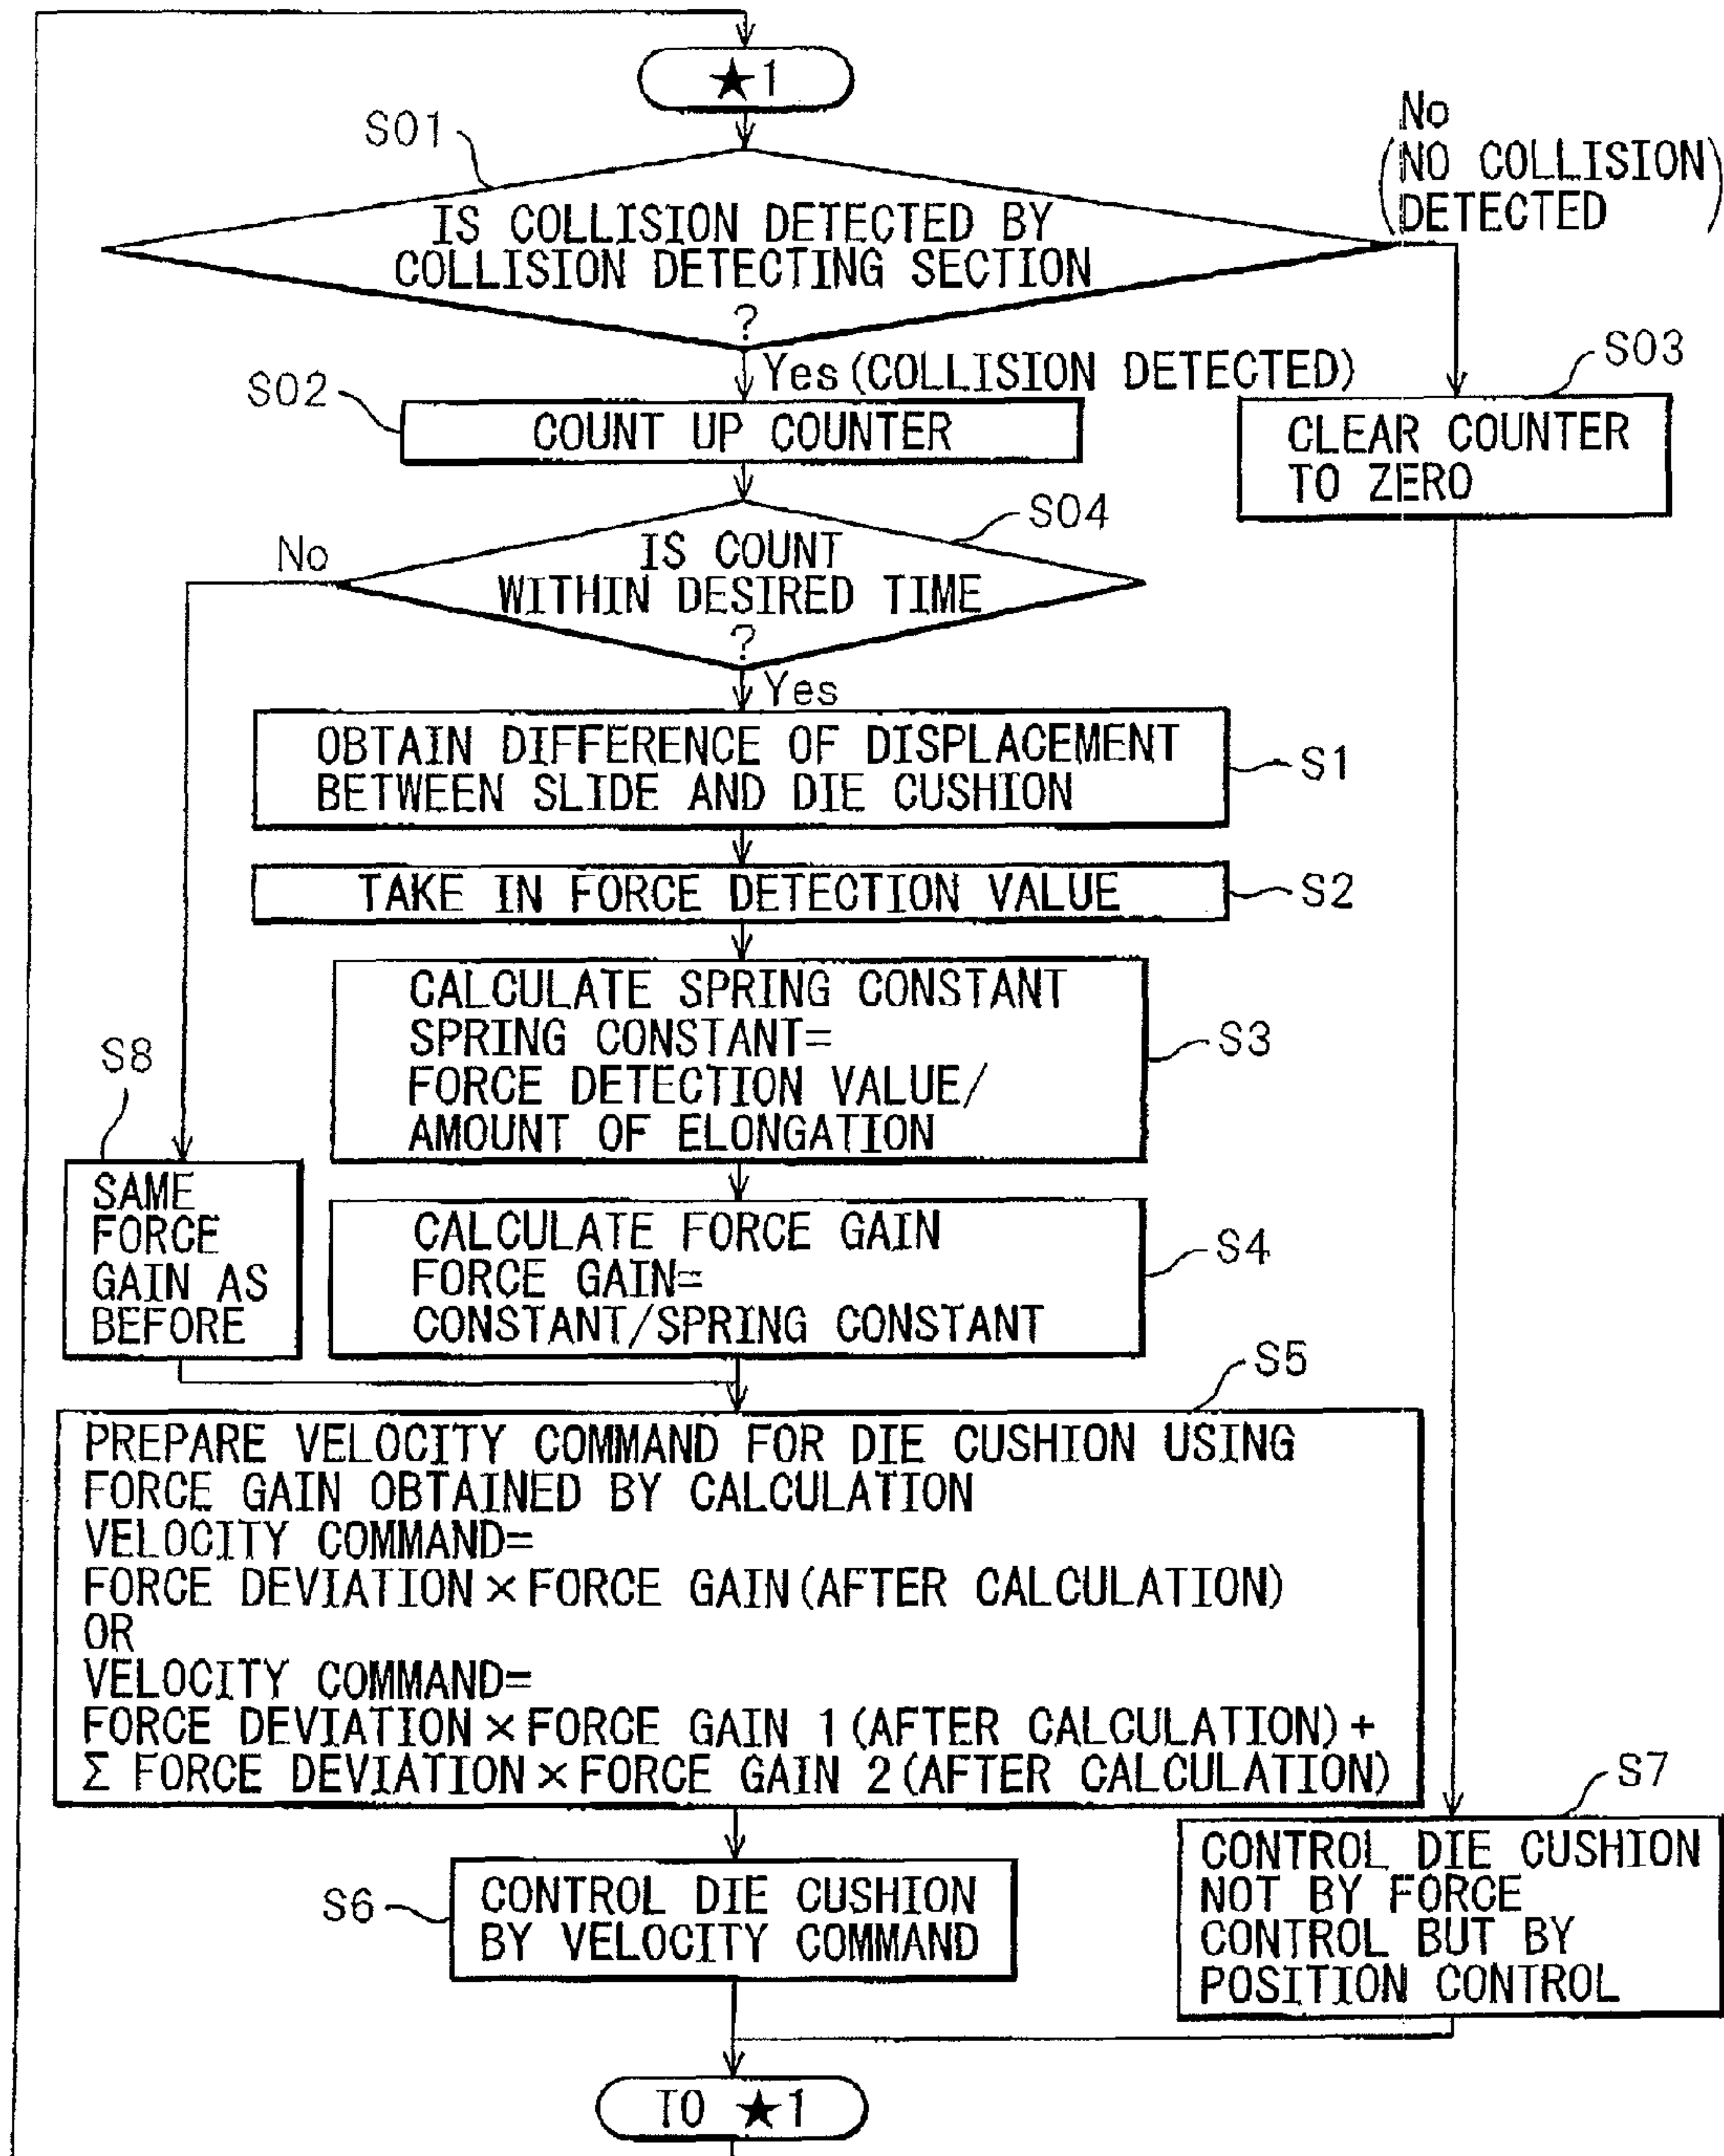 ★1
S01
No
(NO COLLISION)
DETECTED
IS COLLISION DETECTED BY
COLLISION DETECTING SECTION
?
Yes(COLLISION DETECTED)
S02
COUNT UP COUNTER
S03
CLEAR COUNTER
TO ZERO
S04
No
IS COUNT
WITHIN DESIRED TIME
?
Yes
OBTAIN DIFFERENCE OF DISPLACEMENT
BETWEEN SLIDE AND DIE CUSHION
S1
TAKE IN FORCE DETECTION VALUE
S2
CALCULATE SPRING CONSTANT
SPRING CONSTANT=
FORCE DETECTION VALUE/
AMOUNT OF ELONGATION
S3
S8
SAME
FORCE
GAIN AS
BEFORE
CALCULATE FORCE GAIN
FORCE GAIN=
CONSTANT/SPRING CONSTANT
S4
S5
PREPARE VELOCITY COMMAND FOR DIE CUSHION USING
FORCE GAIN OBTAINED BY CALCULATION
VELOCITY COMMAND=
FORCE DEVIATION×FORCE GAIN(AFTER CALCULATION)
OR
VELOCITY COMMAND=
FORCE DEVIATION×FORCE GAIN 1(AFTER CALCULATION)+
Σ FORCE DEVIATION×FORCE GAIN 2(AFTER CALCULATION)
S6
CONTROL DIE CUSHION
BY VELOCITY COMMAND
S7
CONTROL DIE CUSHION
NOT BY FORCE
CONTROL BUT BY
POSITION CONTROL
TO ★1